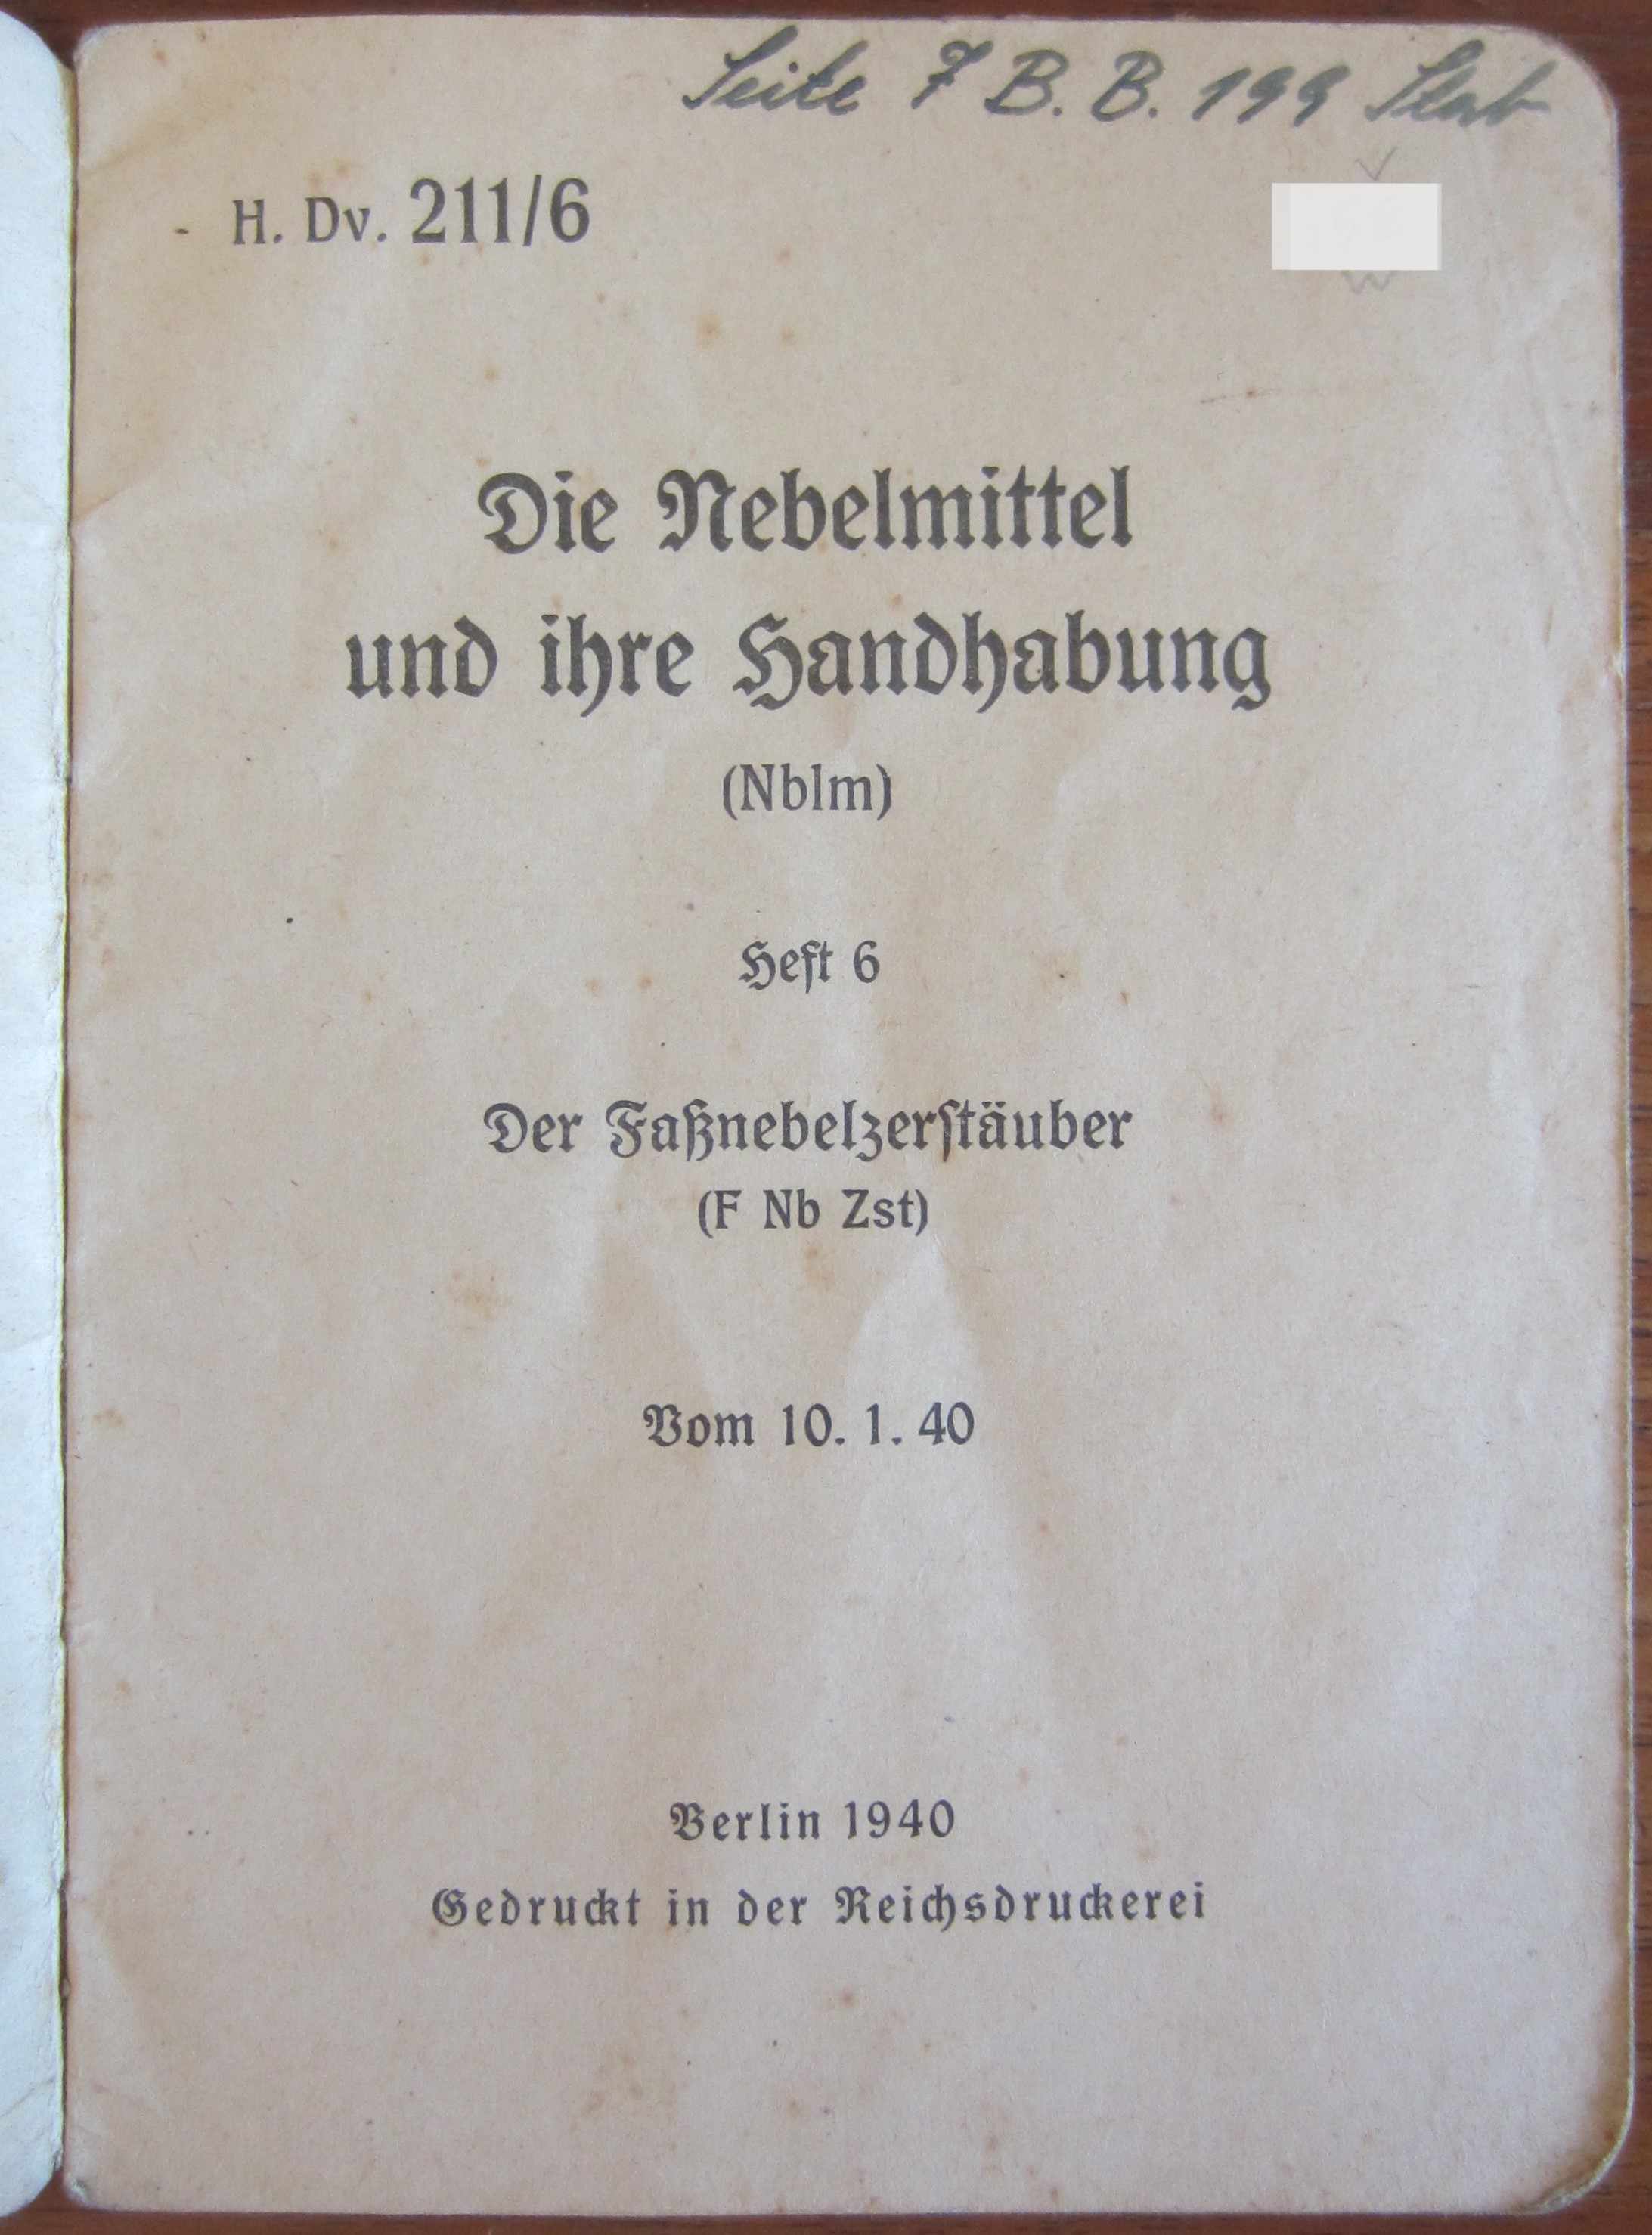 Seite 7 B. B. 199 Stab
H. Dv. 211/6
Die Nebelmittel
und ihre Handhabung
(Nblm)
Heft 6
Der Faßnebelzerstäuber
(F Nb Zst)
Vom 10. 1. 40
Berlin 1940
Gedruckt in der Reichsdruckerei